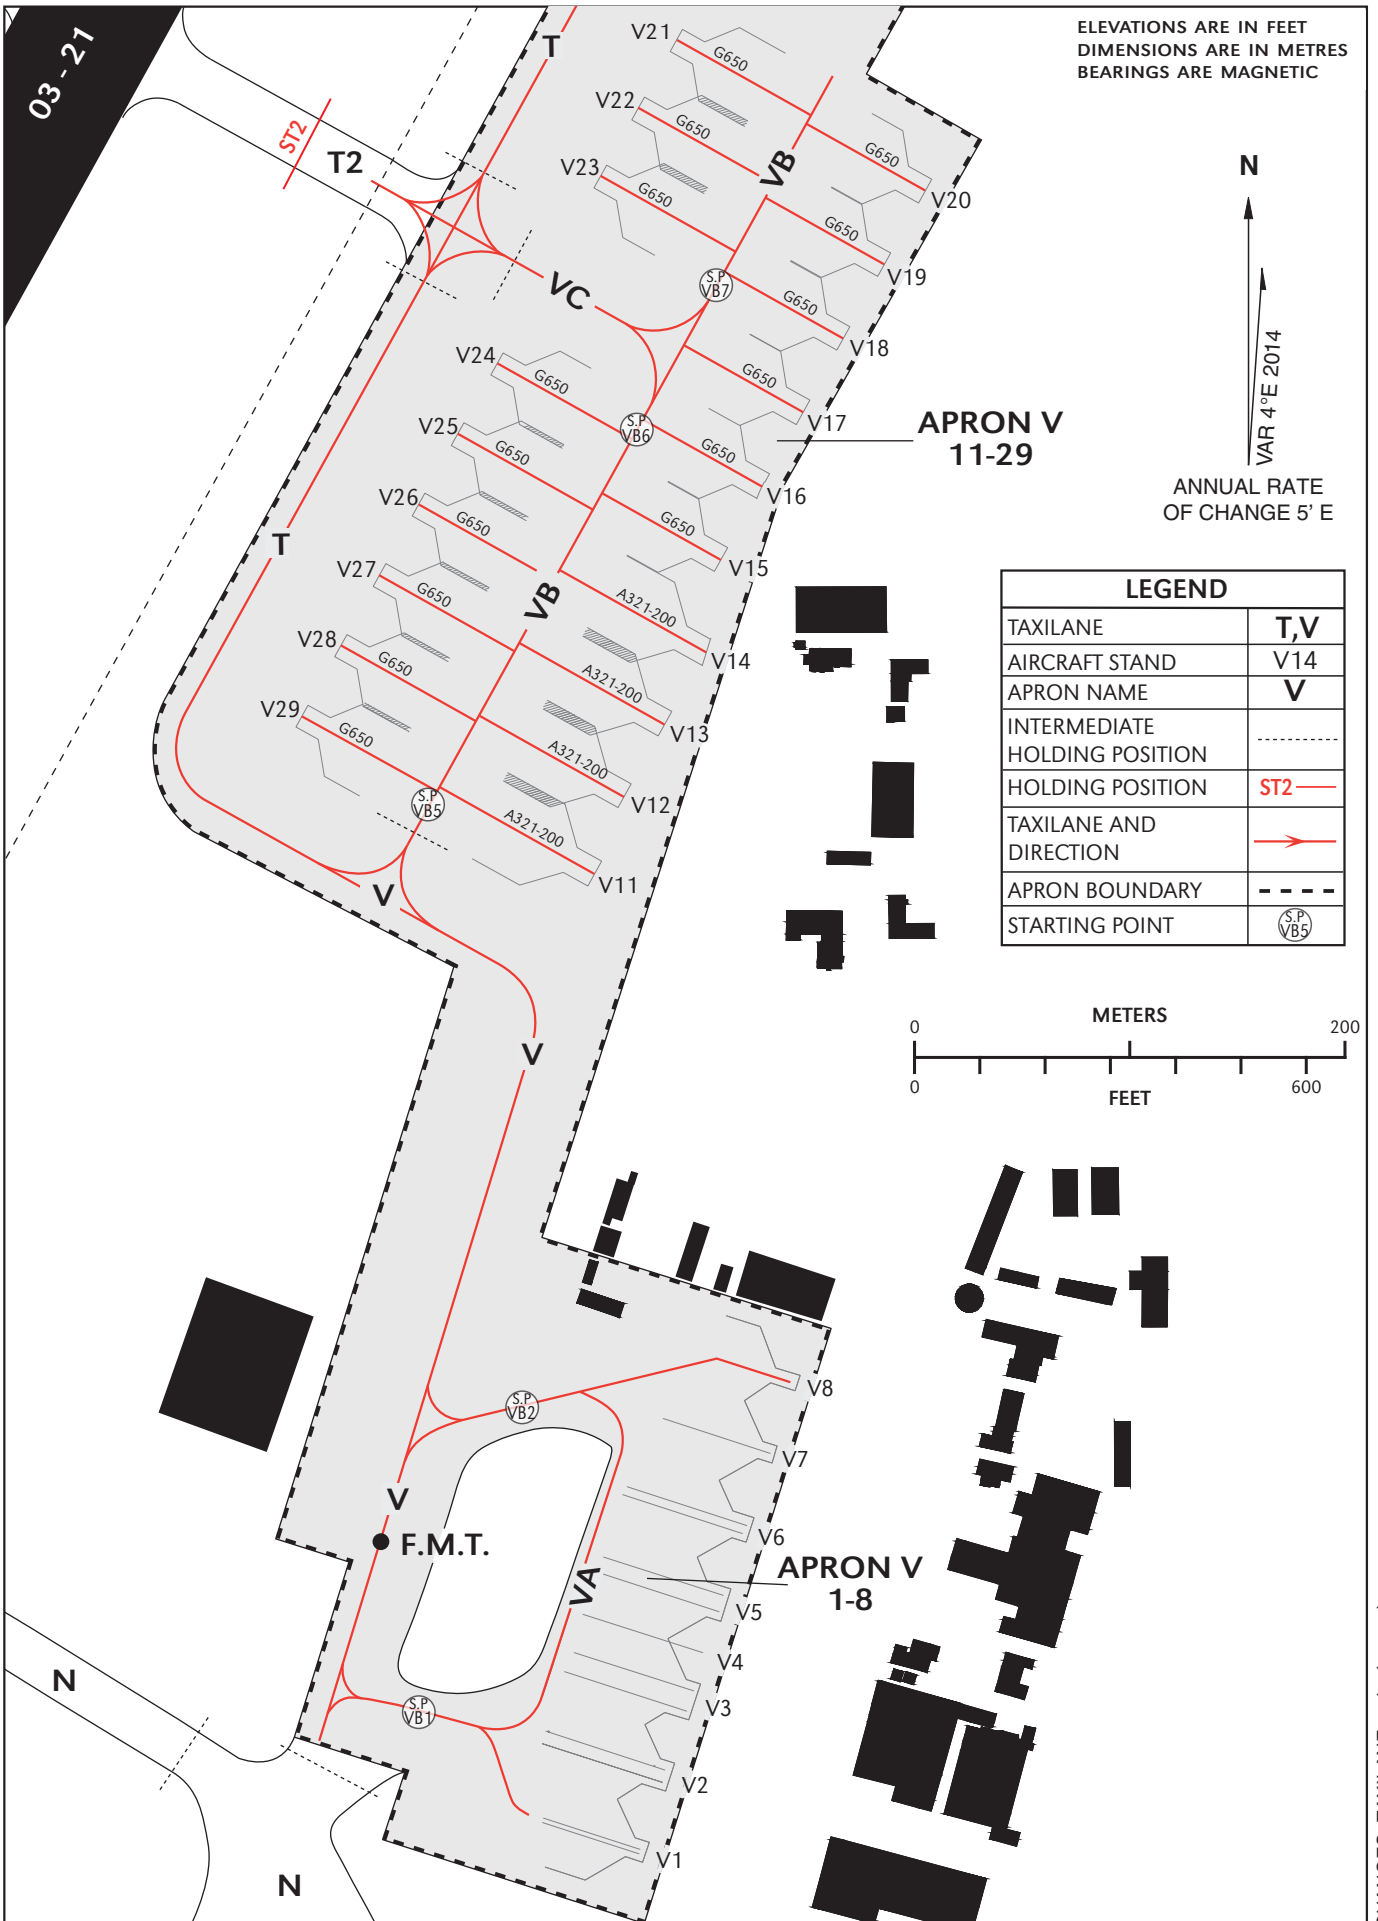 ELEVATIONS ARE IN FEET
DIMENSIONS ARE IN METRES
BEARINGS ARE MAGNETIC
03 - 21
T
V21
G650
V22
G650
V23
G650
VB
G650
V20
G650
V19
G650
V18
G650
V17
ST2
T2
VC
S.P
VB7
N
VAR 4°E 2014
ANNUAL RATE
OF CHANGE 5' E
V24
G650
V25
G650
V26
G650
V27
G650
V28
G650
V29
G650
S.P
VB6
APRON V
11-29
G650
V16
G650
V15
T
VB
A321-200
V14
A321-200
V13
A321-200
V12
A321-200
V11
S.P
VB5
V
V
LEGEND
TAXILANE T,V
AIRCRAFT STAND V14
APRON NAME V
INTERMEDIATE
HOLDING POSITION
HOLDING POSITION ST2
TAXILANE AND
DIRECTION
APRON BOUNDARY
STARTING POINT S.P VB5
METERS
0 200
0 600
FEET
V8
S.P
VB2
V7
V
V6
F.M.T.
APRON V
1-8
VA
V5
V4
V3
S.P
VB1
V2
V1
N
N